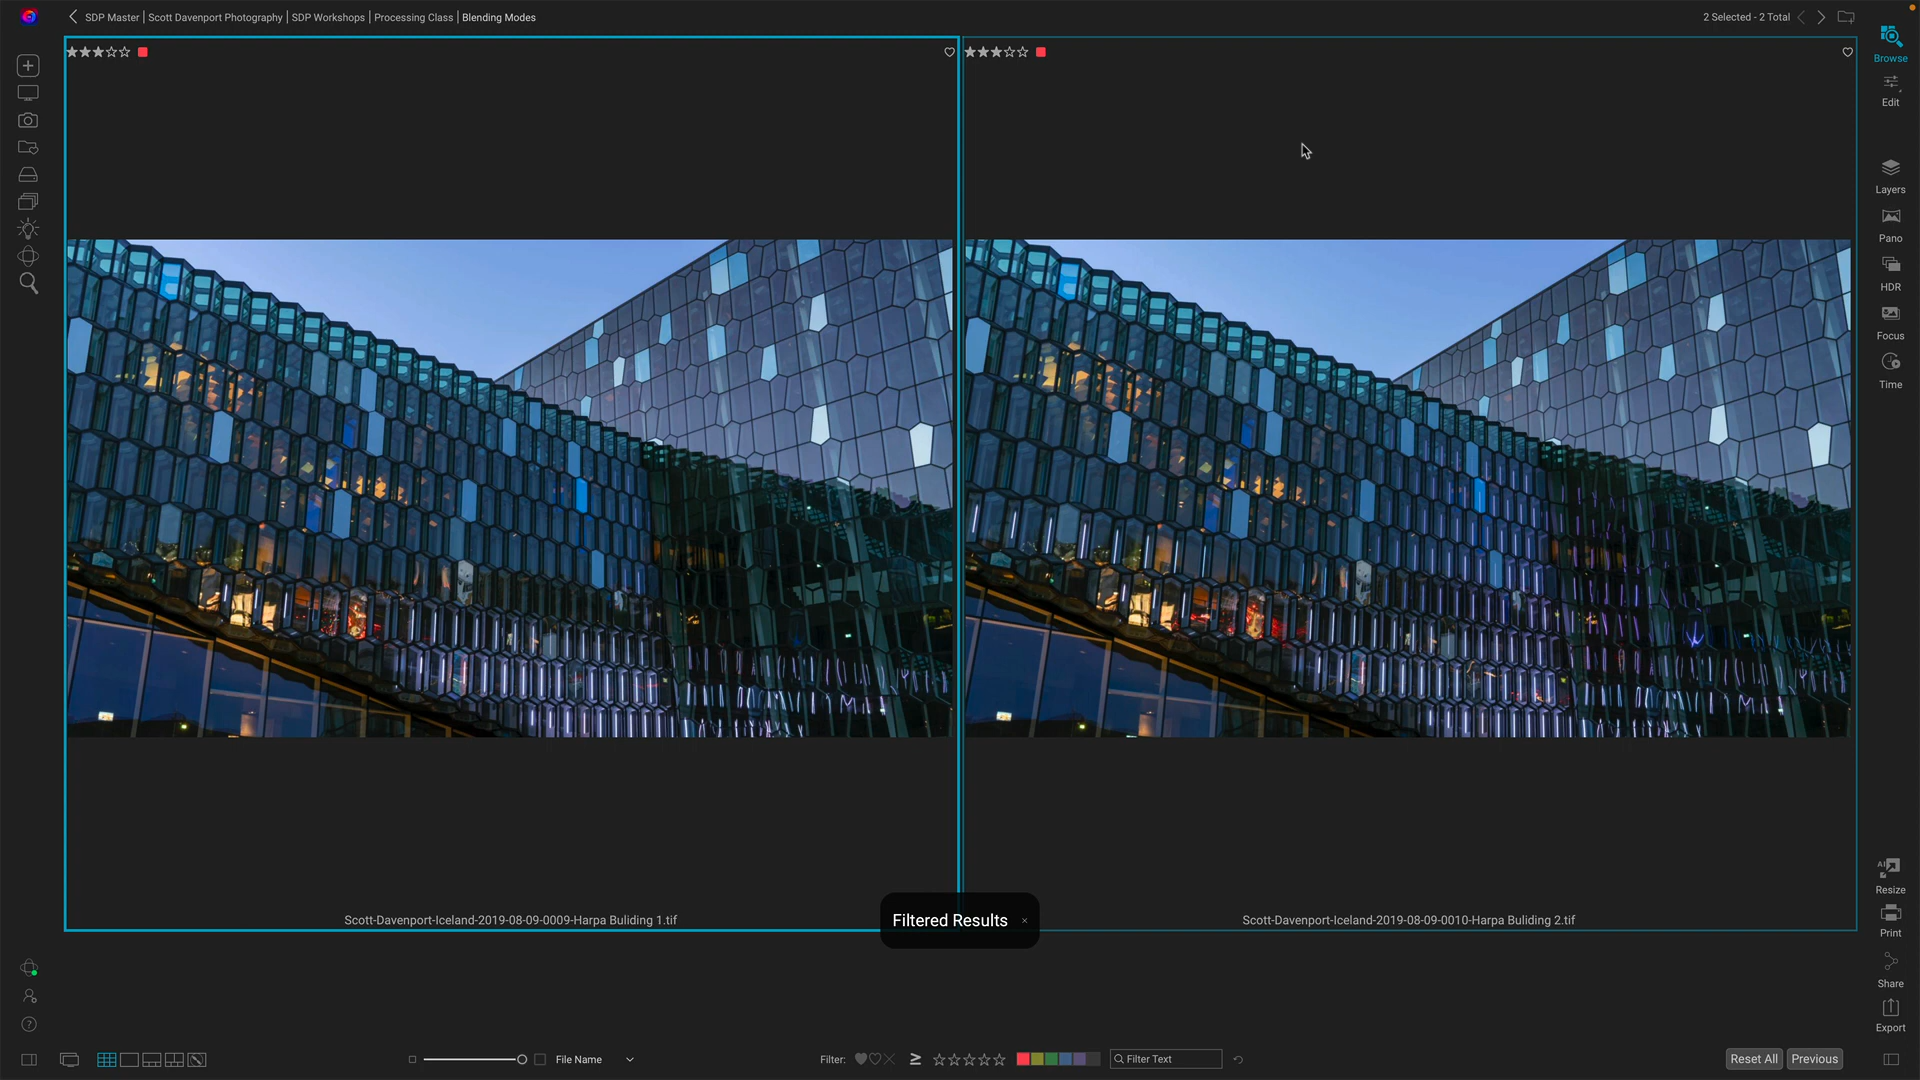 SDP Master | Scott Davenport Photography | SDP Workshops | Processing Class | Blending Modes
2 Selected - 2 Total
Browse
Edit
Layers
Pano
HDR
Focus
Time
Scott-Davenport-Iceland-2019-08-09-0009-Harpa Buliding 1.tif
Filtered Results ×
Scott-Davenport-Iceland-2019-08-09-0010-Harpa Buliding 2.tif
AI
Resize
Print
Share
Export
File Name
Filter:
≥
Filter Text
Reset All
Previous